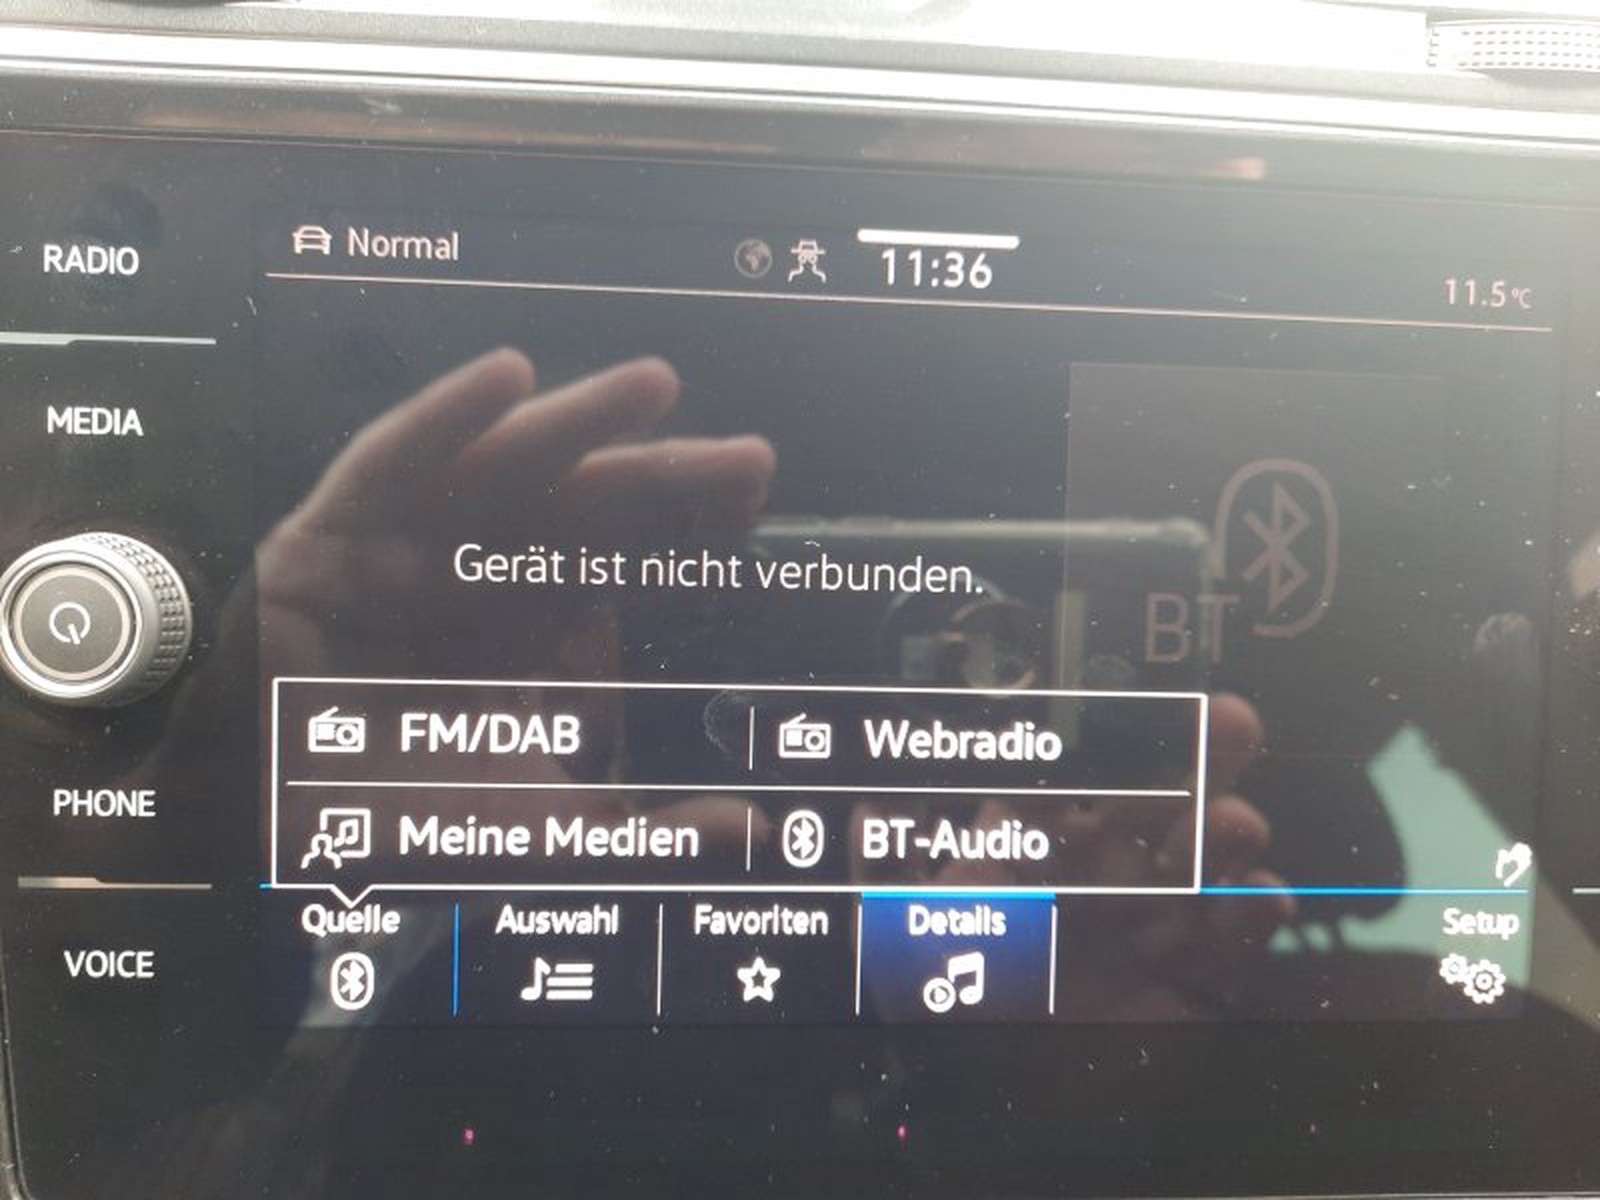 RADIO
MEDIA
PHONE
VOICE
Normal
11:36
11.5°C
Gerät ist nicht verbunden.
BT
FM/DAB
Webradio
Meine Medien
BT-Audio
Quelle
Auswahl
Favoriten
Details
Setup